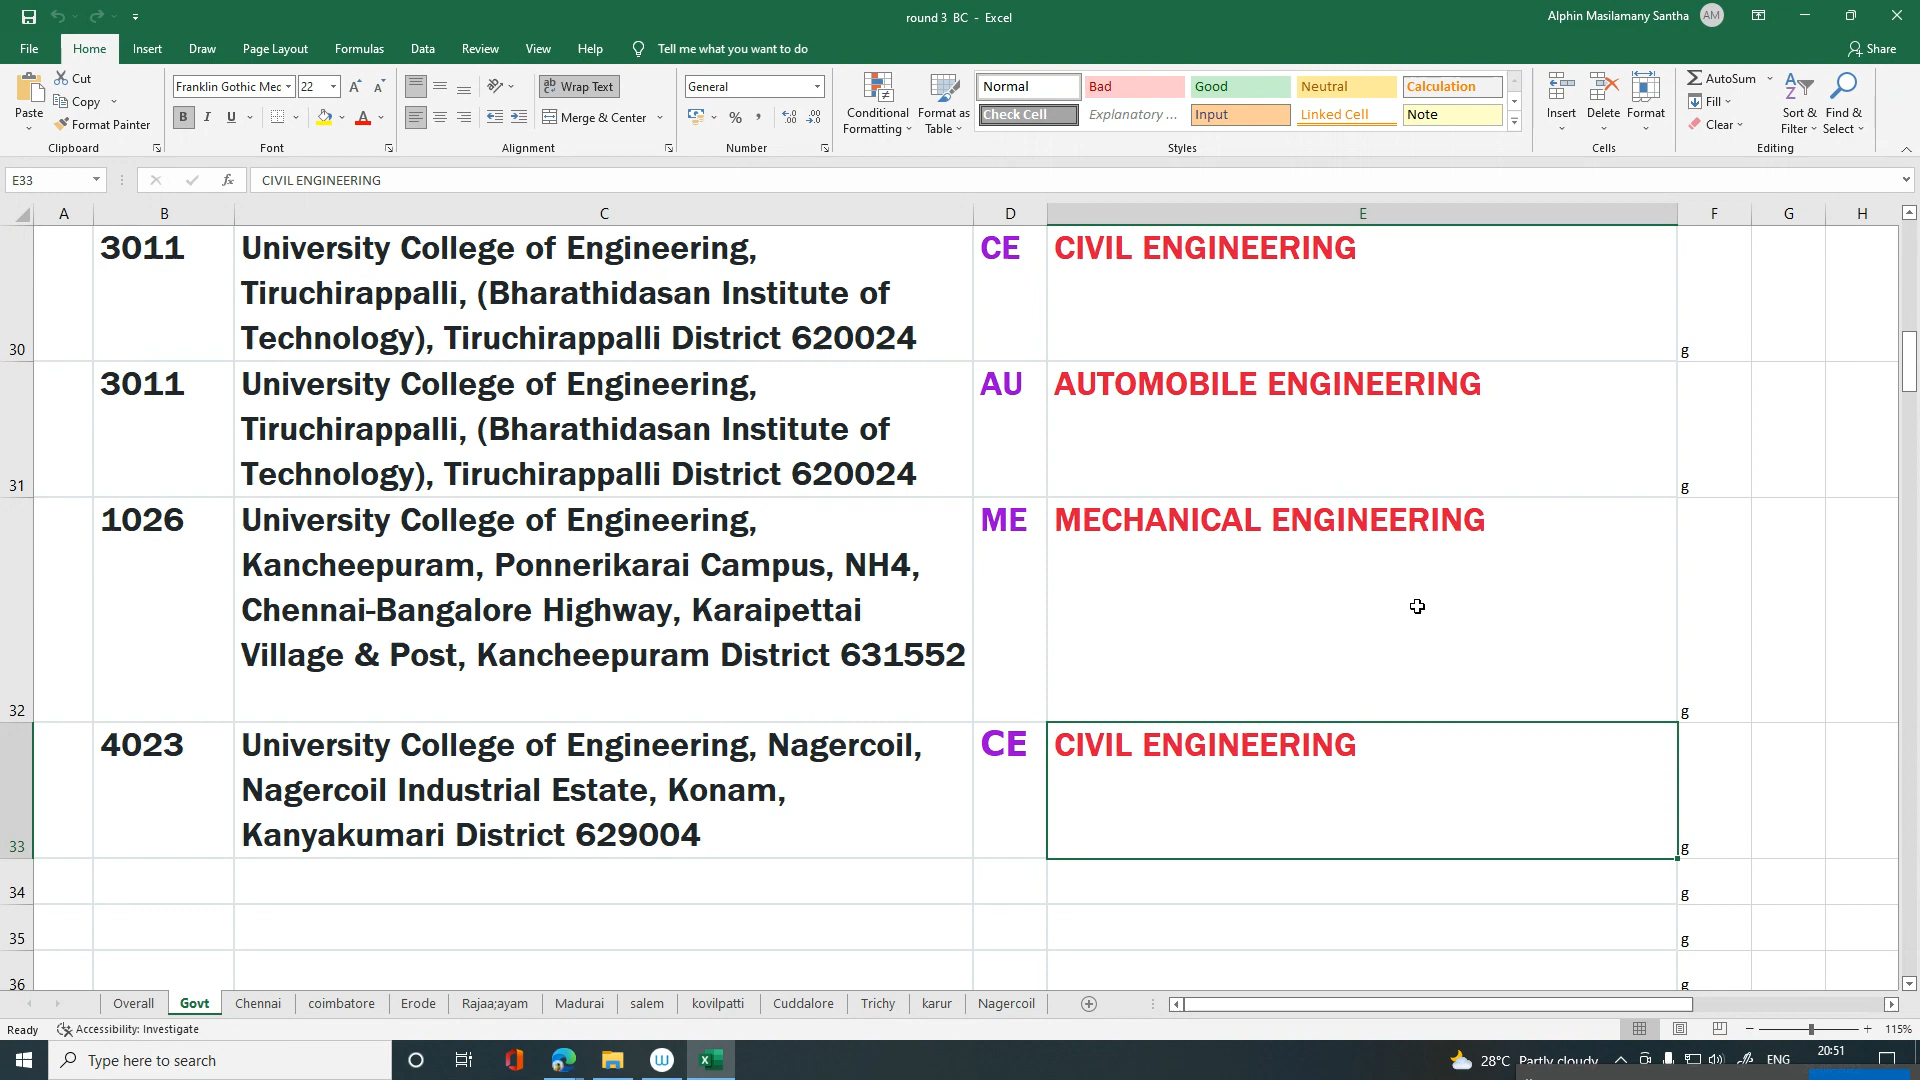 round 3 BC - Excel
Alphin Masilamany Santha
AM
File Home Insert Draw Page Layout Formulas Data Review View Help Tell me what you want to do
Share
Paste
Cut
Copy
Format Painter
Clipboard
Franklin Gothic Mec 22
B I U
Font
Wrap Text
Merge & Center
Alignment
General
Number
Conditional Formatting
Format as Table
Normal Bad Good Neutral Calculation
Check Cell Explanatory ... Input Linked Cell Note
Styles
Insert Delete Format
Cells
AutoSum
Fill
Clear
Sort & Filter
Find & Select
Editing
E33 fx CIVIL ENGINEERING
A B C D E F G H
30 3011 University College of Engineering, CE CIVIL ENGINEERING
Tiruchirappalli, (Bharathidasan Institute of
Technology), Tiruchirappalli District 620024 g
31 3011 University College of Engineering, AU AUTOMOBILE ENGINEERING
Tiruchirappalli, (Bharathidasan Institute of
Technology), Tiruchirappalli District 620024 g
32 1026 University College of Engineering, ME MECHANICAL ENGINEERING
Kancheepuram, Ponnerikarai Campus, NH4,
Chennai-Bangalore Highway, Karaipettai
Village & Post, Kancheepuram District 631552
g
33 4023 University College of Engineering, Nagercoil, CE CIVIL ENGINEERING
Nagercoil Industrial Estate, Konam,
Kanyakumari District 629004 g
34 g
35 g
36 g
Overall Govt Chennai coimbatore Erode Rajaa;ayam Madurai salem kovilpatti Cuddalore Trichy karur Nagercoil
Ready Accessibility: Investigate
115%
Type here to search
28°C Partly cloudy
ENG
20:51